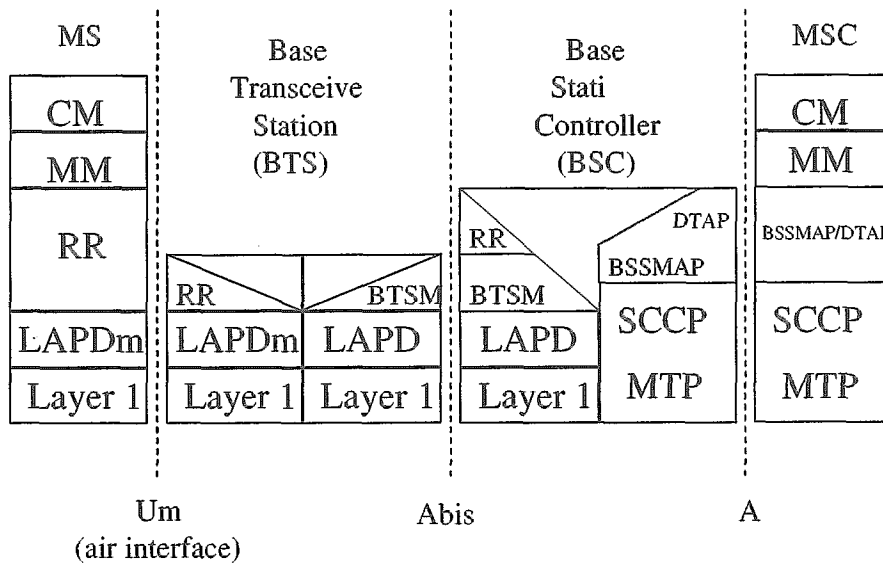 MS
CM
MM
RR
LAPDm
Layer 1
Base
Transceive
Station
(BTS)
RR
BTSM
LAPDm
LAPD
Layer 1
Layer 1
Base
Stati
Controller
(BSC)
RR
BTSM
LAPD
Layer 1
DTAP
BSSMAP
SCCP
MTP
MSC
CM
MM
BSSMAP/DTAP
SCCP
MTP
Um
(air interface)
Abis
A